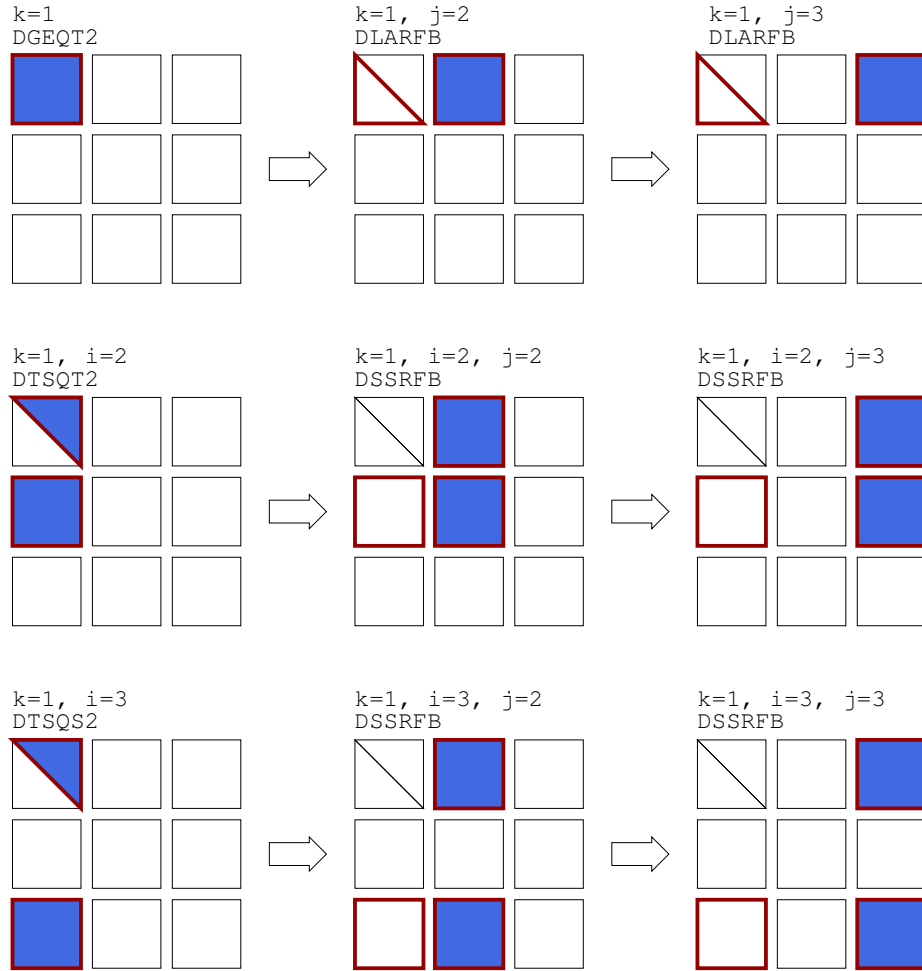 k=1
DGEQT2
k=1, j=2
DLARFB
k=1, j=3
DLARFB
k=1, i=2
DTSQT2
k=1, i=2, j=2
DSSRFB
k=1, i=2, j=3
DSSRFB
k=1, i=3
DTSQS2
k=1, i=3, j=2
DSSRFB
k=1, i=3, j=3
DSSRFB